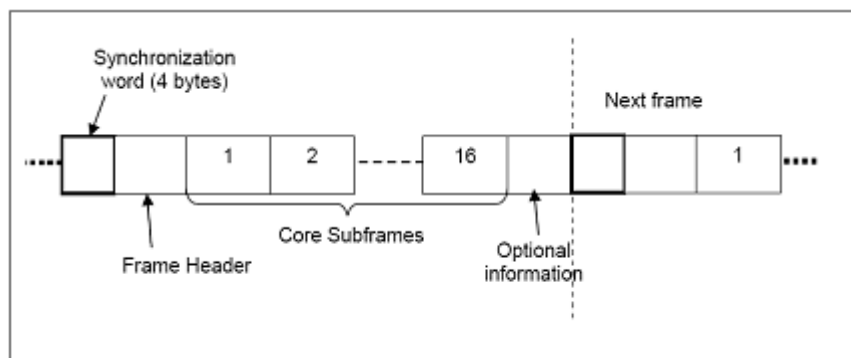 Synchronization
word (4 bytes)
Next frame
1
2
16
1
Core Subframes
Frame Header
Optional
information